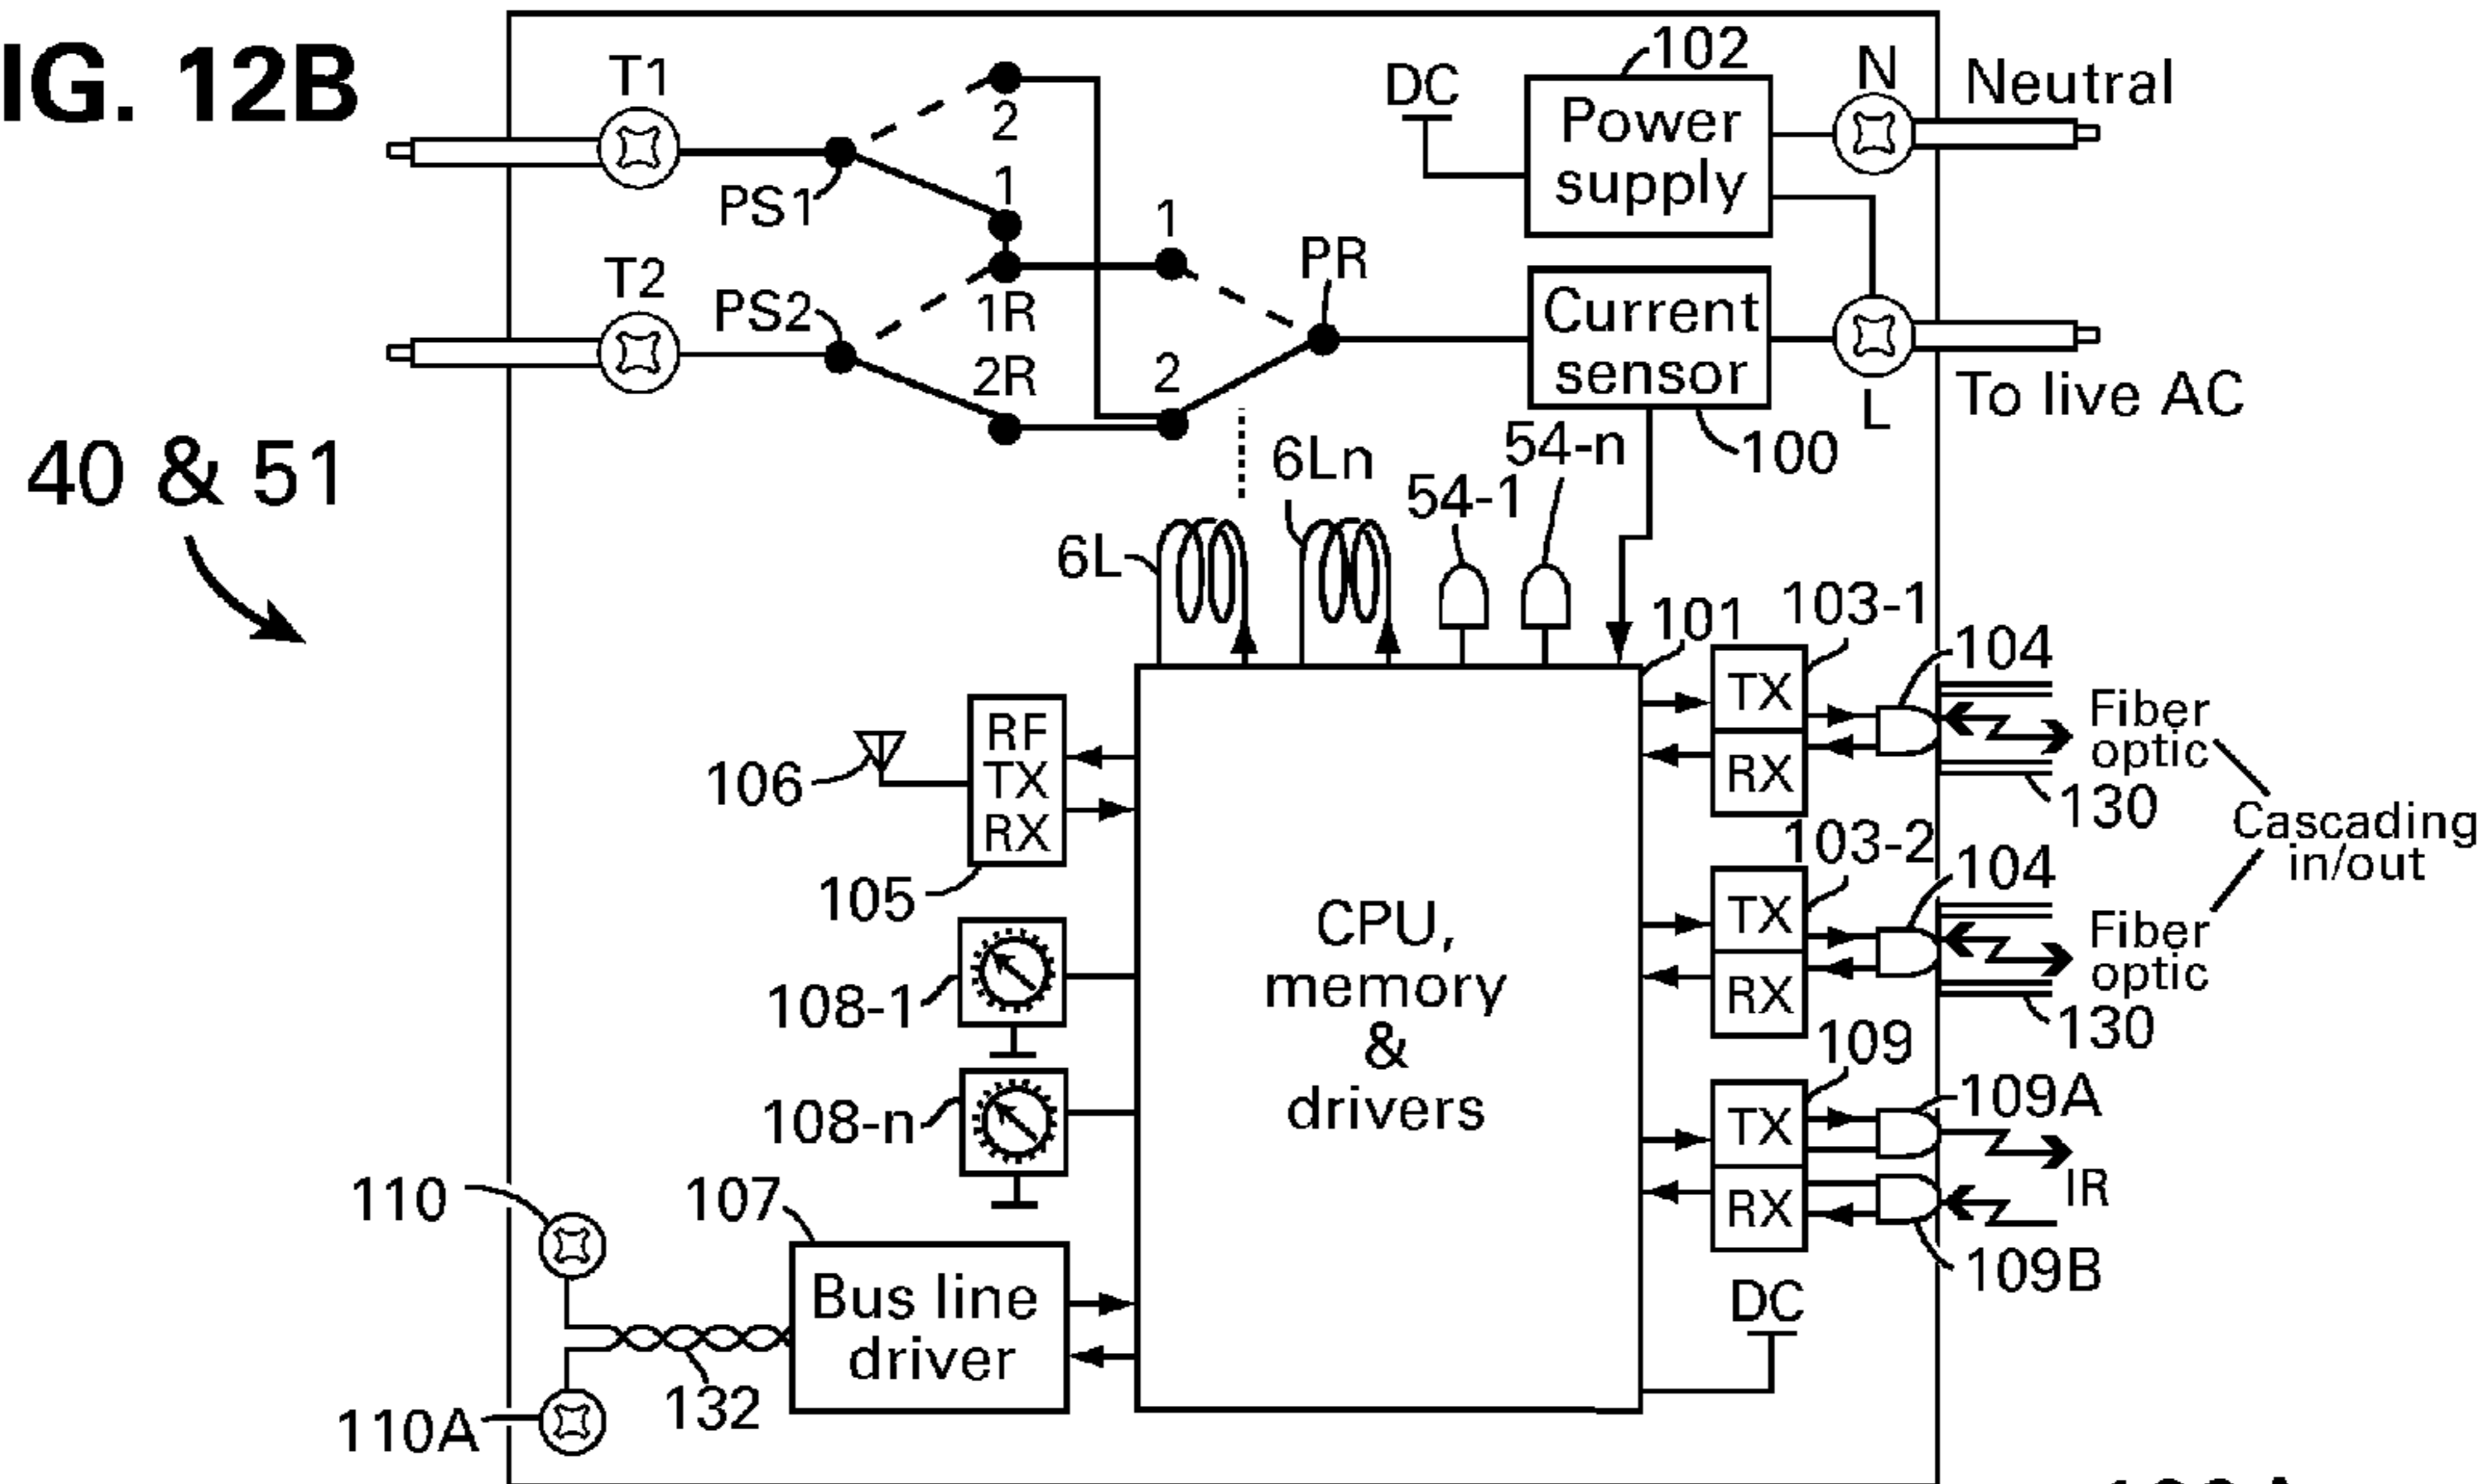 IG. 12B
T1
2
DC
102
N
Neutral
Power
supply
PS1
1
1
PR
T2
PS2
1R
2R
2
Current
sensor
To live AC
L
100
40 & 51
6Ln
54-n
54-1
6L
101
103-1
104
RF
TX
RX
106
105
TX
RX
Fiber
optic
130
Cascading
in/out
103-2
104
TX
RX
Fiber
optic
130
CPU,
memory
&
drivers
108-1
108-n
109
TX
RX
109A
IR
109B
110
107
Bus line
driver
132
110A
DC